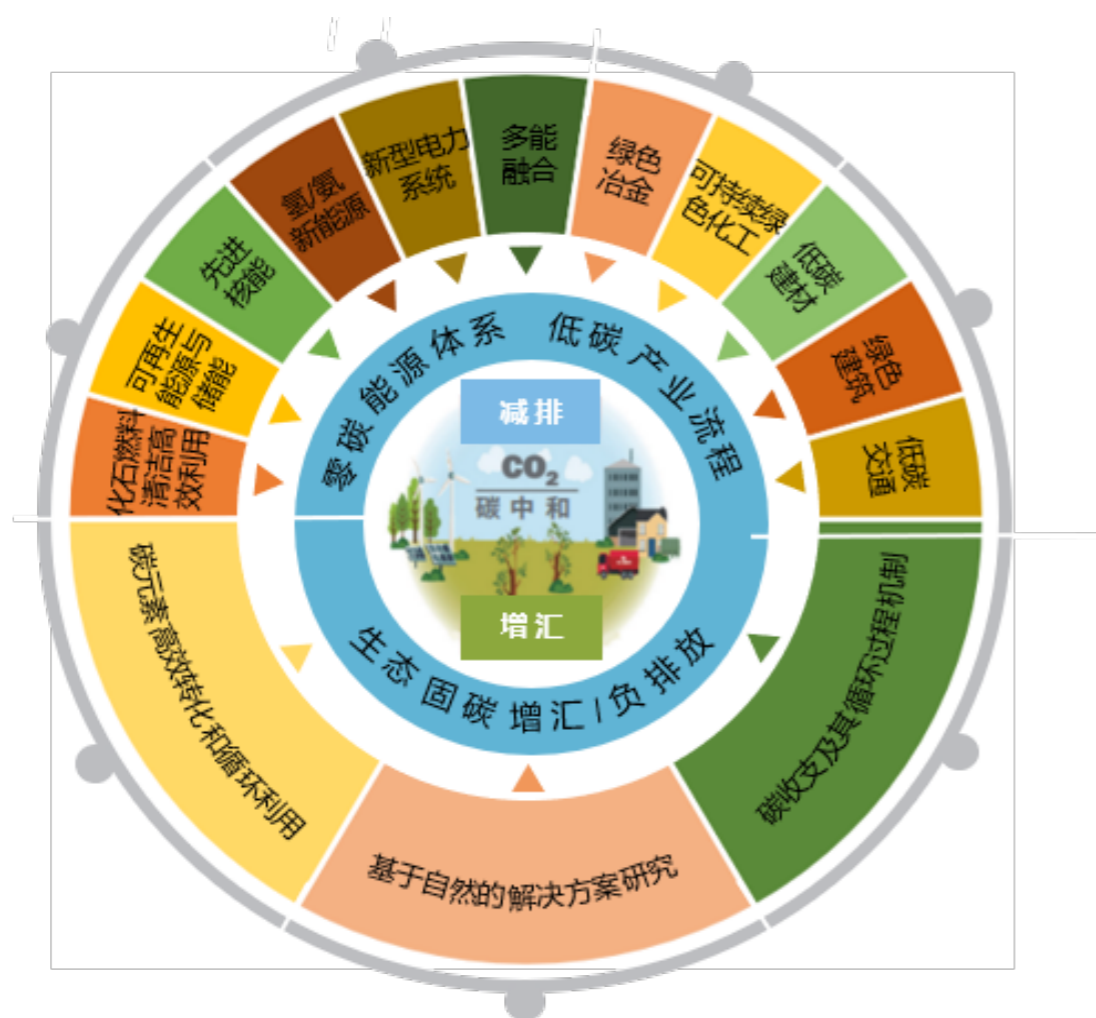 化石燃料
清洁高
效利用
可再生
能源与
储能
先进
核能
氢/氨
新能源
新型电力
系统
多能
融合
绿色
冶金
可持续绿
色化工
低碳
建材
绿色
建筑
低碳
交通
零碳能源体系
低碳产业流程
减排
CO₂
碳中和
增汇
生态固碳增汇/负排放
碳元素高效转化和循环利用
基于自然的解决方案研究
碳收支及其循环过程机制